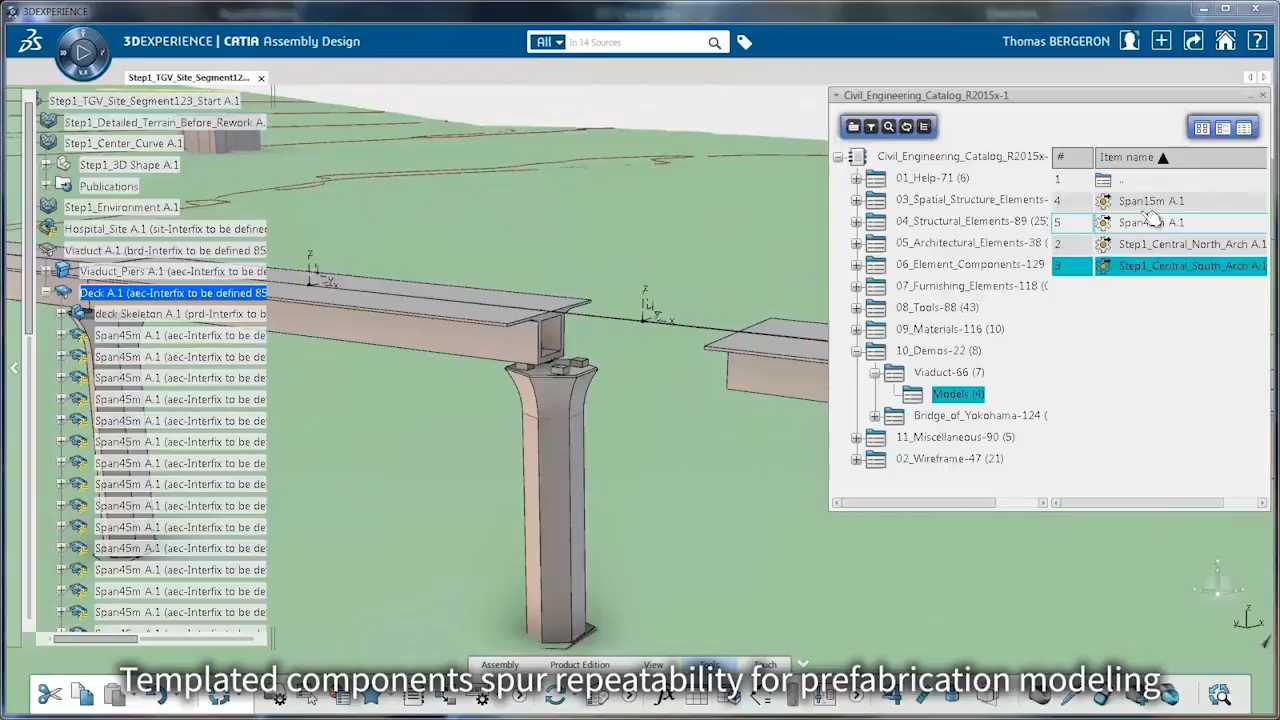 3DEXPERIENCE
3DEXPERIENCE | CATIA Assembly Design
All
In 14 Sources
Thomas BERGERON
Step1_TGV_Site_Segment12...
Step1_TGV_Site_Segment123_Start A.1
Step1_Detailed_Terrain_Before_Rework A.
Step1_Center_Curve A.1
Step1_3D Shape A.1
Publications
Step1_Environment A.1
Hospital_Site A.1 (sit-Interfix to be defined
Viaduct A.1 (brd-Interfix to be defined 85
Viaduct_Piers A.1 (aec-Interfix to be defin
Deck A.1 (aec-Interfix to be defined 85
deck Skeleton A.1 (prd-Interfix to b
Span45m A.1 (aec-Interfix to be de
Span45m A.1 (aec-Interfix to be de
Span45m A.1 (aec-Interfix to be de
Span45m A.1 (aec-Interfix to be de
Span45m A.1 (aec-Interfix to be de
Span45m A.1 (aec-Interfix to be de
Span45m A.1 (aec-Interfix to be de
Span45m A.1 (aec-Interfix to be de
Span45m A.1 (aec-Interfix to be de
Span45m A.1 (aec-Interfix to be de
Span45m A.1 (aec-Interfix to be de
Span45m A.1 (aec-Interfix to be de
Span45m A.1 (aec-Interfix to be de
Span45m A.1 (aec-Interfix to be de
Civil_Engineering_Catalog_R2015x-1
Civil_Engineering_Catalog_R2015x-
01_Help-71 (6)
03_Spatial_Structure_Elements-
04_Structural_Elements-89 (25)
05_Architectural_Elements-38
06_Element_Components-129
07_Furnishing_Elements-118 (
08_Tools-88 (43)
09_Materials-116 (10)
10_Demos-22 (8)
Viaduct-66 (7)
Models (4)
Bridge_of_Yokohama-124 (
11_Miscellaneous-90 (5)
02_Wireframe-47 (21)
# Item name
1 ..
4 Span15m A.1
5 A.1
2 Step1_Central_North_Arch A.1
3 Step1_Central_South_Arch A.1
z
z
x
Assembly Product Edition View Touch
Templated components spur repeatability for prefabrication modeling